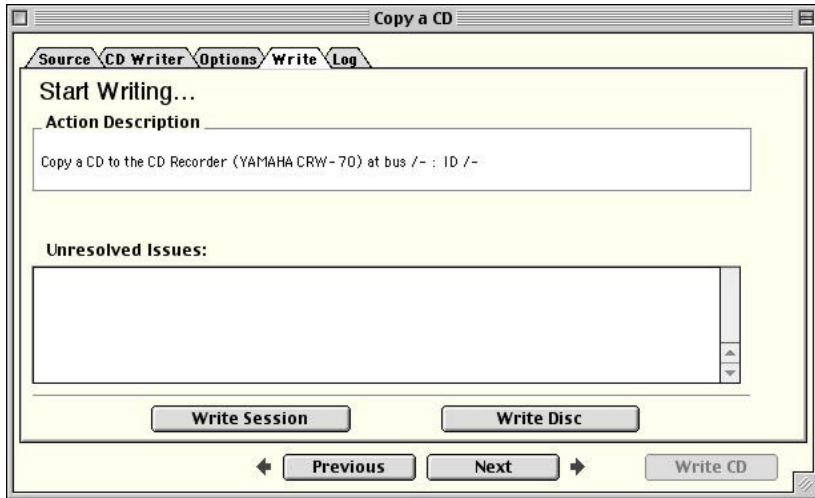 Copy a CD
Source CD Writer Options Write Log
Start Writing...
Action Description
Copy a CD to the CD Recorder (YAMAHA CRW-70) at bus /- : ID /-
Unresolved Issues:
Write Session Write Disc
Previous Next Write CD